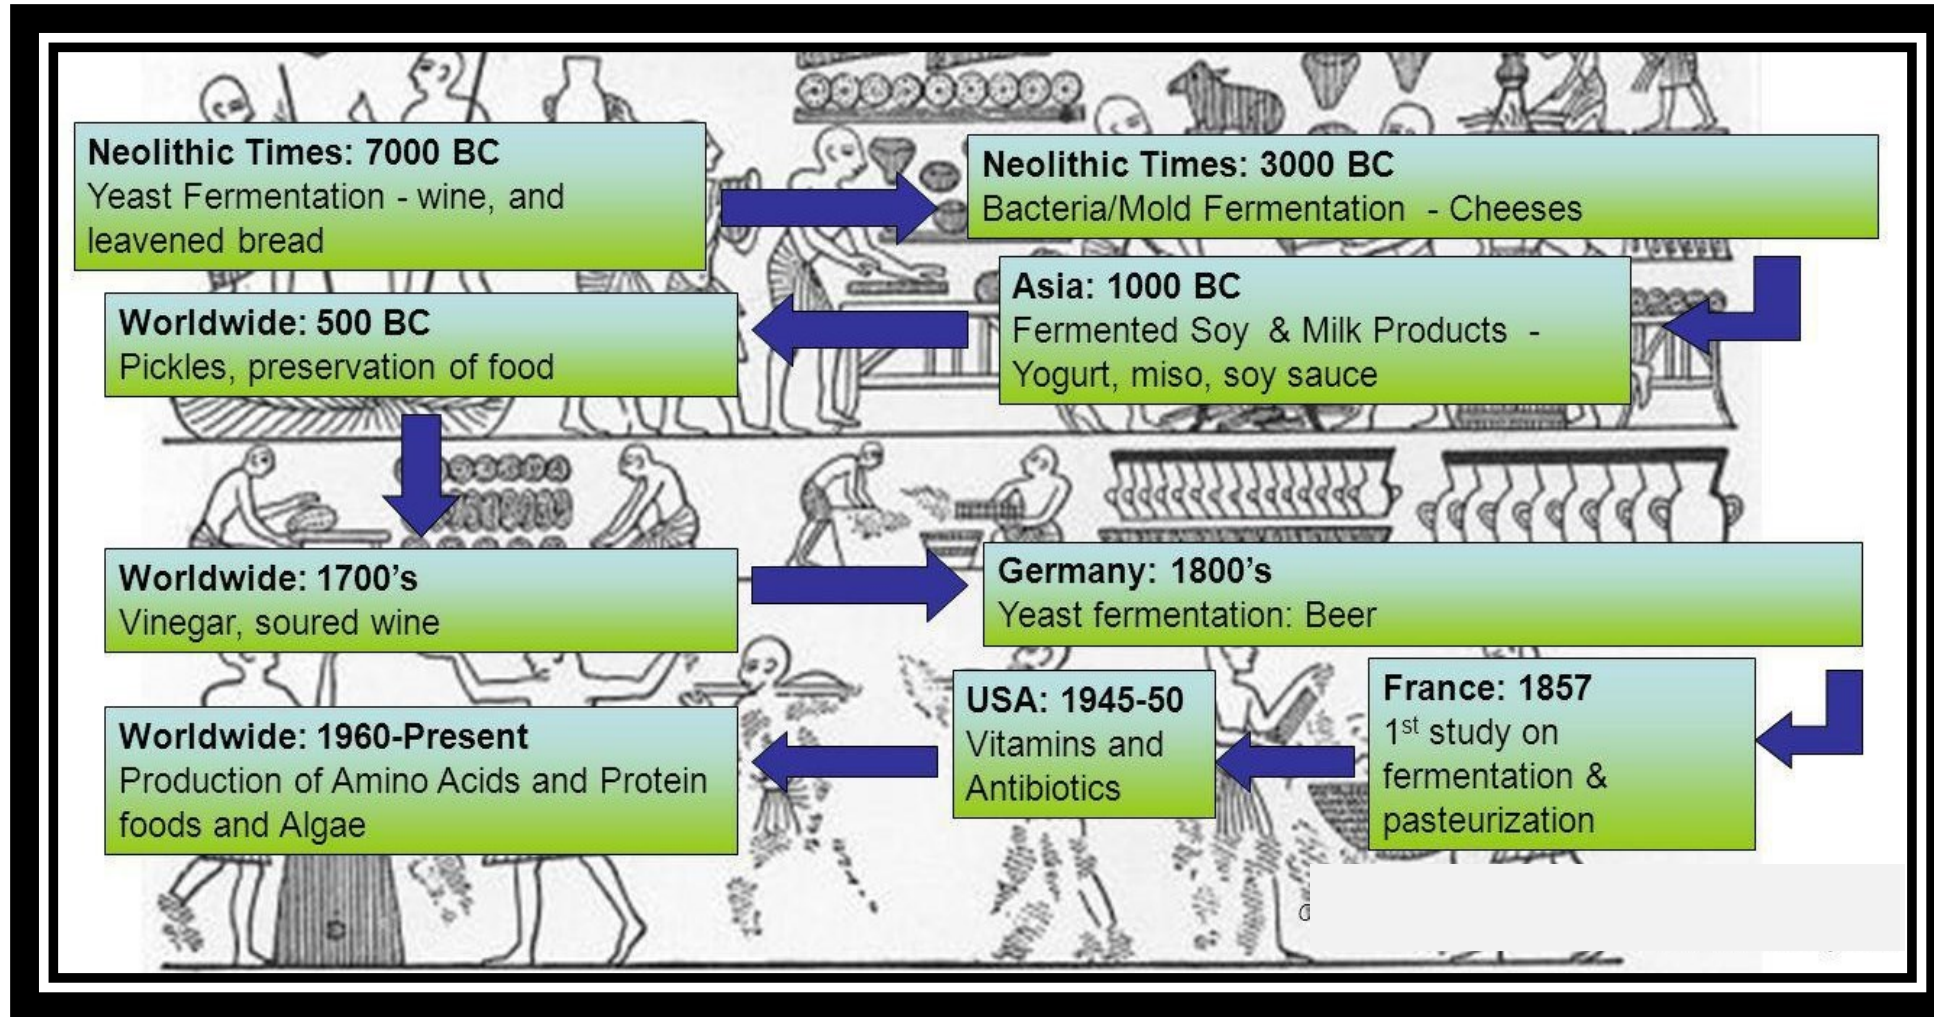 Neolithic Times: 7000 BC
Yeast Fermentation - wine, and
leavened bread
Neolithic Times: 3000 BC
Bacteria/Mold Fermentation  - Cheeses
Asia: 1000 BC
Fermented Soy  & Milk Products  -
Yogurt, miso, soy sauce
Worldwide: 500 BC
Pickles, preservation of food
Worldwide: 1700’s
Vinegar, soured wine
Germany: 1800’s
Yeast fermentation: Beer
France: 1857
1st study on
fermentation &
pasteurization
USA: 1945-50
Vitamins and
Antibiotics
Worldwide: 1960-Present
Production of Amino Acids and Protein
foods and Algae